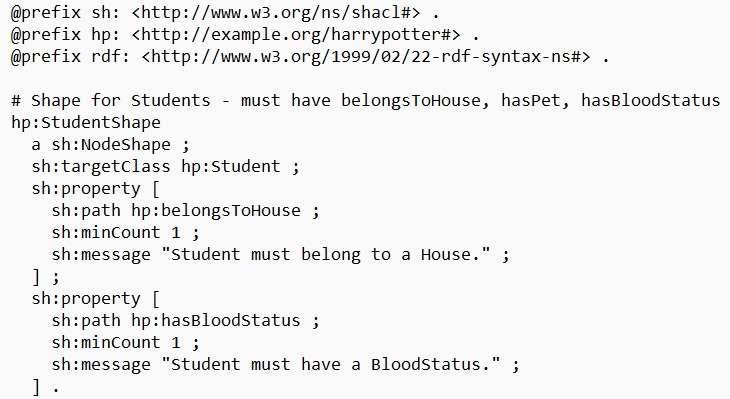 @prefix sh: <http://www.w3.org/ns/shacl#> .
@prefix hp: <http://example.org/harrypotter#> .
@prefix rdf: <http://www.w3.org/1999/02/22-rdf-syntax-ns#> .

# Shape for Students - must have belongsToHouse, hasPet, hasBloodStatus
hp:StudentShape
  a sh:NodeShape ;
  sh:targetClass hp:Student ;
  sh:property [
    sh:path hp:belongsToHouse ;
    sh:minCount 1 ;
    sh:message "Student must belong to a House." ;
  ] ;
  sh:property [
    sh:path hp:hasBloodStatus ;
    sh:minCount 1 ;
    sh:message "Student must have a BloodStatus." ;
  ] .